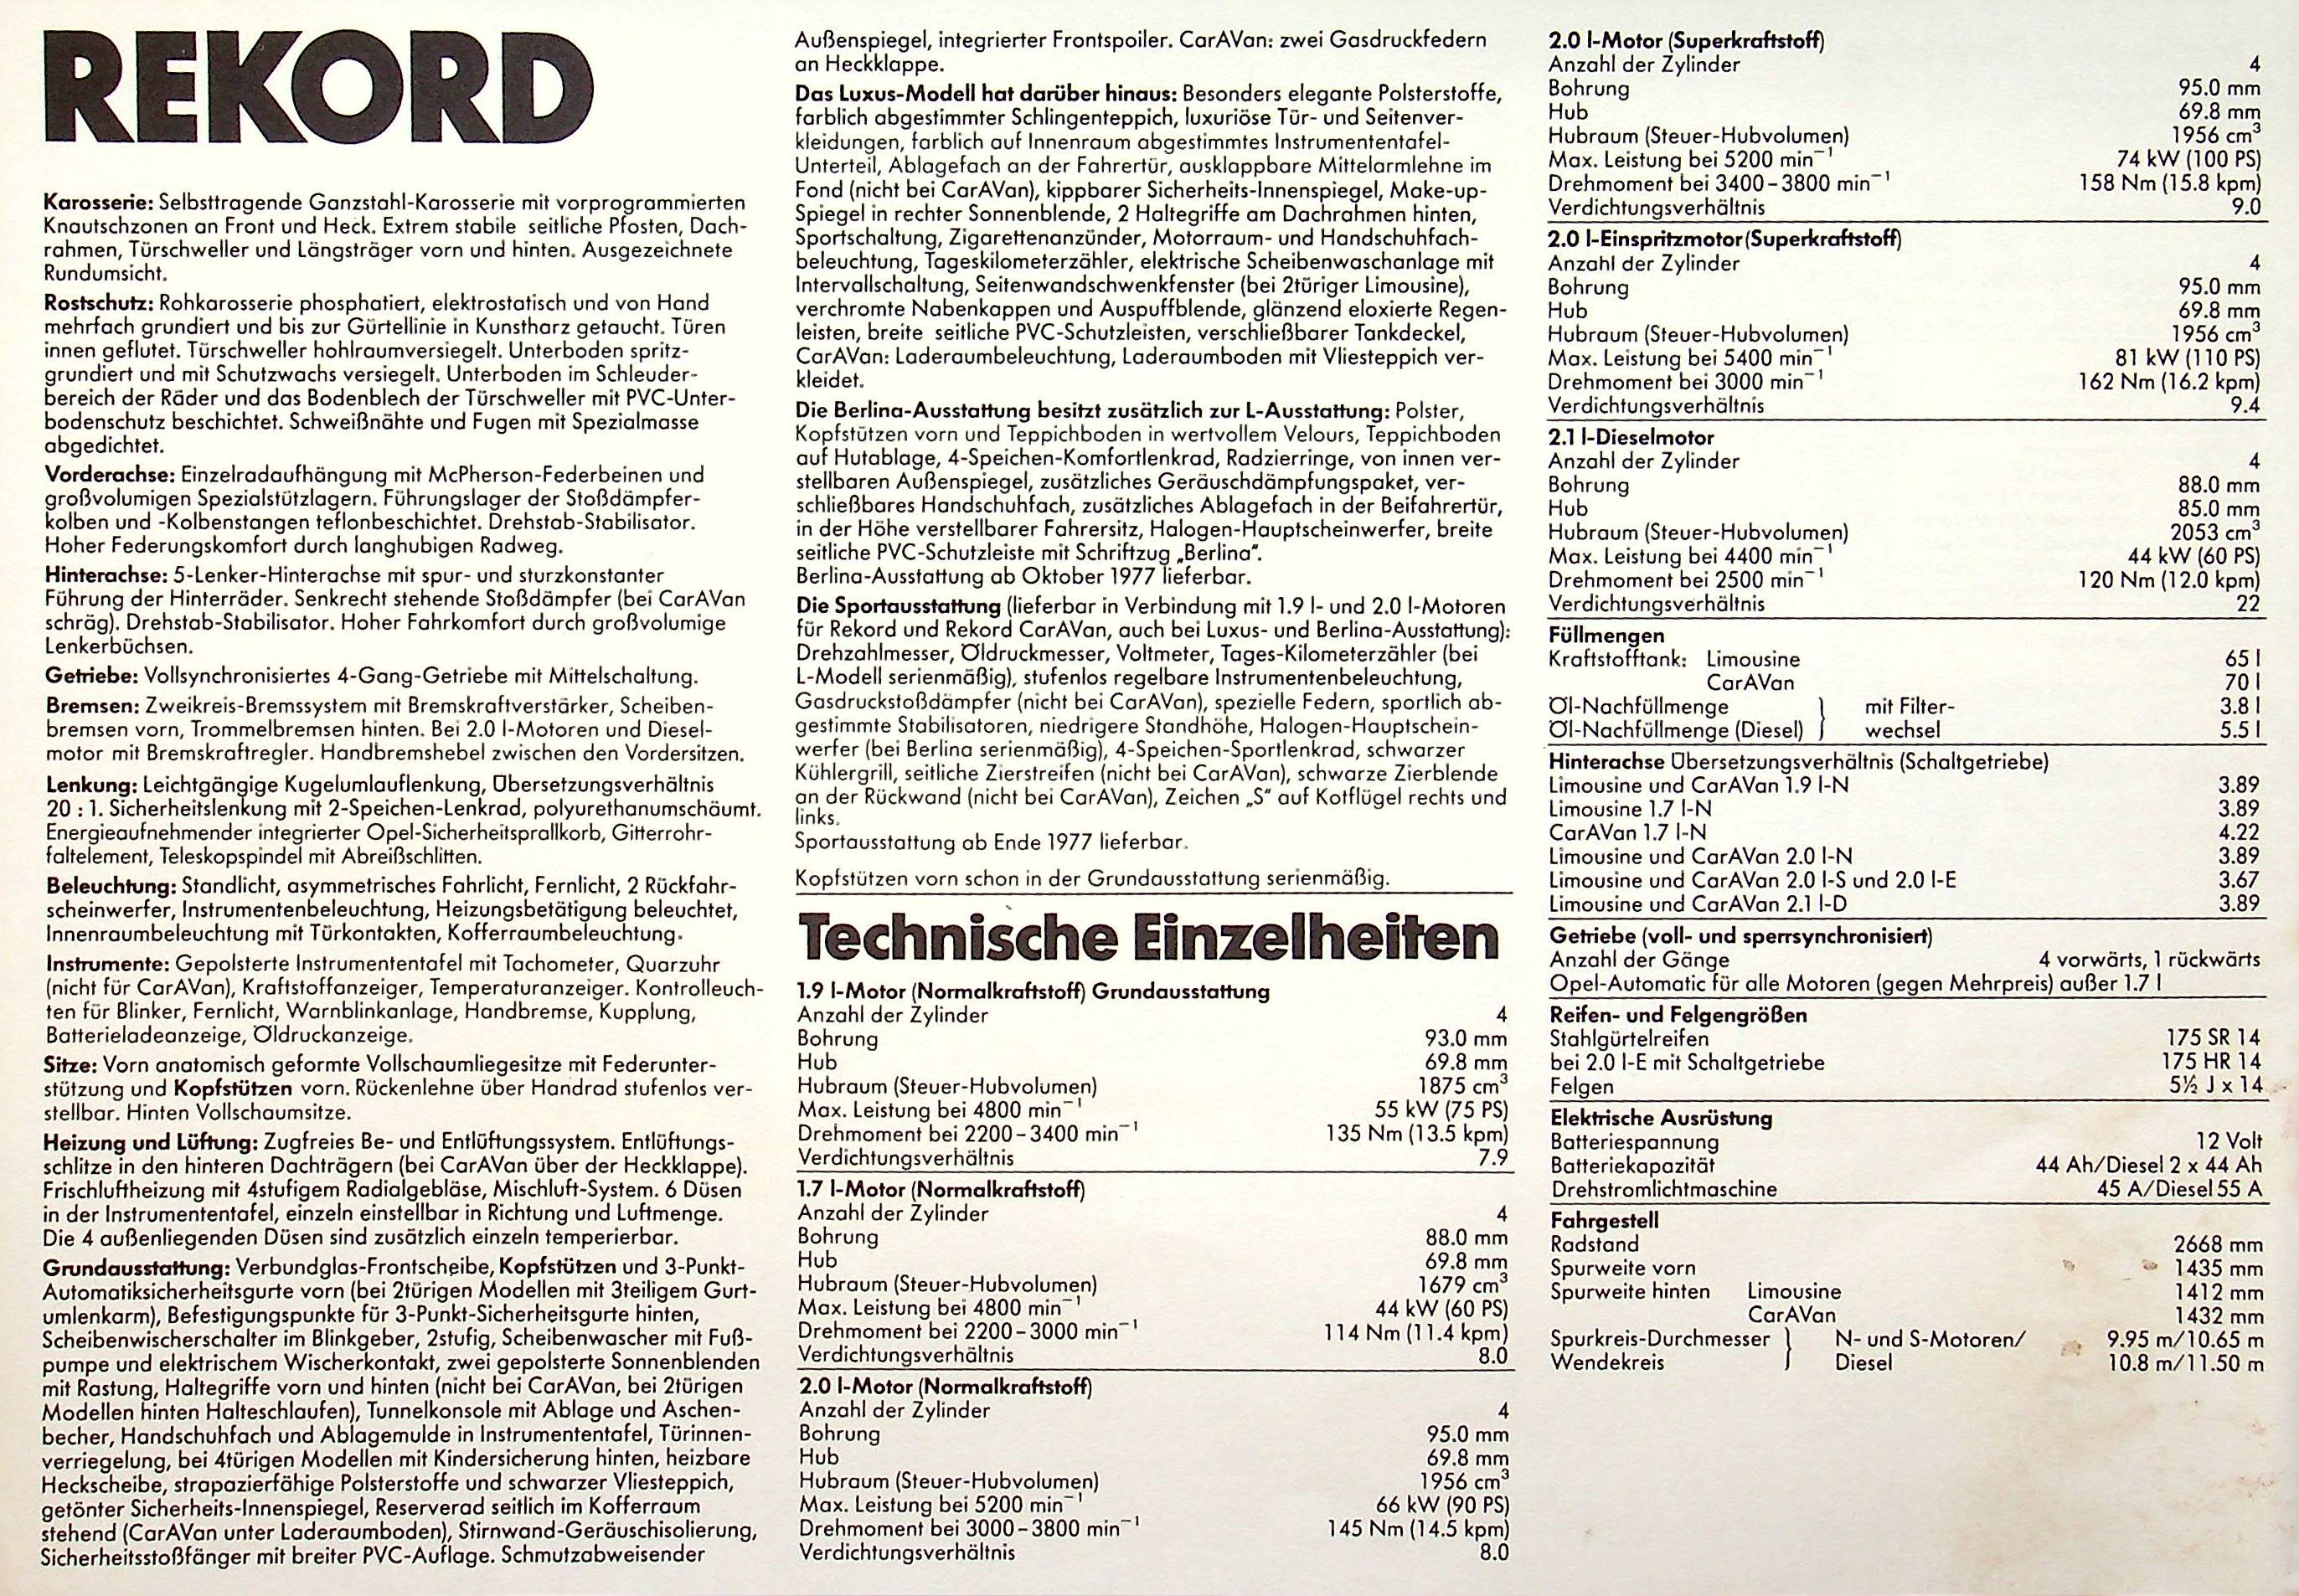 REKORD
Karosserie: Selbsttragende Ganzstahl-Karosserie mit vorprogrammierten
Knautschzonen an Front und Heck. Extrem stabile seitliche Pfosten, Dach-
rahmen, Türschweller und Längsträger vorn und hinten. Ausgezeichnete
Rundumsicht.
Rostschutz: Rohkarosserie phosphatiert, elektrostatisch und von Hand
mehrfach grundiert und bis zur Gürtellinie in Kunstharz getaucht. Türen
innen geflutet. Türschweller hohlraumversiegelt. Unterboden spritz-
grundiert und mit Schutzwachs versiegelt. Unterboden im Schleuder-
bereich der Räder und das Bodenblech der Türschweller mit PVC-Unter-
bodenschutz beschichtet. Schweißnähte und Fugen mit Spezialmasse
abgedichtet.
Vorderachse: Einzelradaufhängung mit McPherson-Federbeinen und
großvolumigen Spezialstützlagern. Führungslager der Stoßdämpfer-
kolben und -Kolbenstangen teflonbeschichtet. Drehstab-Stabilisator.
Hoher Federungskomfort durch langhubigen Radweg.
Hinterachse: 5-Lenker-Hinterachse mit spur- und sturzkonstanter
Führung der Hinterräder. Senkrecht stehende Stoßdämpfer (bei CarAVan
schräg). Drehstab-Stabilisator. Hoher Fahrkomfort durch großvolumige
Lenkerbüchsen.
Getriebe: Vollsynchronisiertes 4-Gang-Getriebe mit Mittelschaltung.
Bremsen: Zweikreis-Bremssystem mit Bremskraftverstärker, Scheiben-
bremsen vorn, Trommelbremsen hinten. Bei 2.0 l-Motoren und Diesel-
motor mit Bremskraftregler. Handbremshebel zwischen den Vordersitzen.
Lenkung: Leichtgängige Kugelumlauflenkung, Übersetzungsverhältnis
20 : 1. Sicherheitslenkung mit 2-Speichen-Lenkrad, polyurethanumschäumt.
Energieaufnehmender integrierter Opel-Sicherheitsprallkorb, Gitterrohr-
faltelement, Teleskopspindel mit Abreißschlitten.
Beleuchtung: Standlicht, asymmetrisches Fahrlicht, Fernlicht, 2 Rückfahr-
scheinwerfer, Instrumentenbeleuchtung, Heizungsbetätigung beleuchtet,
Innenraumbeleuchtung mit Türkontakten, Kofferraumbeleuchtung.
Instrumente: Gepolsterte Instrumententafel mit Tachometer, Quarzuhr
(nicht für CarAVan), Kraftstoffanzeiger, Temperaturanzeiger. Kontrolleuch-
ten für Blinker, Fernlicht, Warnblinkanlage, Handbremse, Kupplung,
Batterieladeanzeige, Öldruckanzeige.
Sitze: Vorn anatomisch geformte Vollschaumliegesitze mit Federunter-
stützung und Kopfstützen vorn. Rückenlehne über Handrad stufenlos ver-
stellbar. Hinten Vollschaumsitze.
Heizung und Lüftung: Zugfreies Be- und Entlüftungssystem. Entlüftungs-
schlitze in den hinteren Dachträgern (bei CarAVan über der Heckklappe).
Frischluftheizung mit 4stufigem Radialgebläse, Mischluft-System. 6 Düsen
in der Instrumententafel, einzeln einstellbar in Richtung und Luftmenge.
Die 4 außenliegenden Düsen sind zusätzlich einzeln temperierbar.
Grundausstattung: Verbundglas-Frontscheibe, Kopfstützen und 3-Punkt-
Automatiksicherheitsgurte vorn (bei 2türigen Modellen mit 3teiligem Gurt-
umlenkarm), Befestigungspunkte für 3-Punkt-Sicherheitsgurte hinten,
Scheibenwischerschalter im Blinkgeber, 2stufig, Scheibenwascher mit Fuß-
pumpe und elektrischem Wischerkontakt, zwei gepolsterte Sonnenblenden
mit Rastung, Haltegriffe vorn und hinten (nicht bei CarAVan, bei 2türigen
Modellen hinten Halteschlaufen), Tunnelkonsole mit Ablage und Aschen-
becher, Handschuhfach und Ablagemulde in Instrumententafel, Türinnen-
verriegelung, bei 4türigen Modellen mit Kindersicherung hinten, heizbare
Heckscheibe, strapazierfähige Polsterstoffe und schwarzer Vliesteppich,
getönter Sicherheits-Innenspiegel, Reserverad seitlich im Kofferraum
stehend (CarAVan unter Laderaumboden), Stirnwand-Geräuschisolierung,
Sicherheitsstoßfänger mit breiter PVC-Auflage. Schmutzabweisender
Außenspiegel, integrierter Frontspoiler. CarAVan: zwei Gasdruckfedern
an Heckklappe.
Das Luxus-Modell hat darüber hinaus: Besonders elegante Polsterstoffe,
farblich abgestimmter Schlingenteppich, luxuriöse Tür- und Seitenver-
kleidungen, farblich auf Innenraum abgestimmtes Instrumententafel-
Unterteil, Ablagefach an der Fahrertür, ausklappbare Mittelarmlehne im
Fond (nicht bei CarAVan), kippbarer Sicherheits-Innenspiegel, Make-up-
Spiegel in rechter Sonnenblende, 2 Haltegriffe am Dachrahmen hinten,
Sportschaltung, Zigarettenanzünder, Motorraum- und Handschuhfach-
beleuchtung, Tageskilometerzähler, elektrische Scheibenwaschanlage mit
Intervallschaltung, Seitenwandschwenkfenster (bei 2türiger Limousine),
verchromte Nabenkappen und Auspuffblende, glänzend eloxierte Regen-
leisten, breite seitliche PVC-Schutzleisten, verschließbarer Tankdeckel,
CarAVan: Laderaumbeleuchtung, Laderaumboden mit Vliesteppich ver-
kleidet.
Die Berlina-Ausstattung besitzt zusätzlich zur L-Ausstattung: Polster,
Kopfstützen vorn und Teppichboden in wertvollem Velours, Teppichboden
auf Hutablage, 4-Speichen-Komfortlenkrad, Radzierringe, von innen ver-
stellbaren Außenspiegel, zusätzliches Geräuschdämpfungspaket, ver-
schließbares Handschuhfach, zusätzliches Ablagefach in der Beifahrertür,
in der Höhe verstellbarer Fahrersitz, Halogen-Hauptscheinwerfer, breite
seitliche PVC-Schutzleiste mit Schriftzug „Berlina“.
Berlina-Ausstattung ab Oktober 1977 lieferbar.
Die Sportausstattung (lieferbar in Verbindung mit 1.9 l- und 2.0 l-Motoren
für Rekord und Rekord CarAVan, auch bei Luxus- und Berlina-Ausstattung):
Drehzahlmesser, Öldruckmesser, Voltmeter, Tages-Kilometerzähler (bei
L-Modell serienmäßig), stufenlos regelbare Instrumentenbeleuchtung,
Gasdruckstoßdämpfer (nicht bei CarAVan), spezielle Federn, sportlich ab-
gestimmte Stabilisatoren, niedrigere Standhöhe, Halogen-Hauptschein-
werfer (bei Berlina serienmäßig), 4-Speichen-Sportlenkrad, schwarzer
Kühlergrill, seitliche Zierstreifen (nicht bei CarAVan), schwarze Zierblende
an der Rückwand (nicht bei CarAVan), Zeichen „S“ auf Kotflügel rechts und
links.
Sportausstattung ab Ende 1977 lieferbar.
Kopfstützen vorn schon in der Grundausstattung serienmäßig.
Technische Einzelheiten
1.9 l-Motor (Normalkraftstoff) Grundausstattung
Anzahl der Zylinder 4
Bohrung 93.0 mm
Hub 69.8 mm
Hubraum (Steuer-Hubvolumen) 1875 cm³
Max. Leistung bei 4800 min⁻¹ 55 kW (75 PS)
Drehmoment bei 2200–3400 min⁻¹ 135 Nm (13.5 kpm)
Verdichtungsverhältnis 7.9
1.7 l-Motor (Normalkraftstoff)
Anzahl der Zylinder 4
Bohrung 88.0 mm
Hub 69.8 mm
Hubraum (Steuer-Hubvolumen) 1679 cm³
Max. Leistung bei 4800 min⁻¹ 44 kW (60 PS)
Drehmoment bei 2200–3000 min⁻¹ 114 Nm (11.4 kpm)
Verdichtungsverhältnis 8.0
2.0 l-Motor (Normalkraftstoff)
Anzahl der Zylinder 4
Bohrung 95.0 mm
Hub 69.8 mm
Hubraum (Steuer-Hubvolumen) 1956 cm³
Max. Leistung bei 5200 min⁻¹ 66 kW (90 PS)
Drehmoment bei 3000–3800 min⁻¹ 145 Nm (14.5 kpm)
Verdichtungsverhältnis 8.0
2.0 l-Motor (Superkraftstoff)
Anzahl der Zylinder 4
Bohrung 95.0 mm
Hub 69.8 mm
Hubraum (Steuer-Hubvolumen) 1956 cm³
Max. Leistung bei 5200 min⁻¹ 74 kW (100 PS)
Drehmoment bei 3400–3800 min⁻¹ 158 Nm (15.8 kpm)
Verdichtungsverhältnis 9.0
2.0 l-Einspritzmotor (Superkraftstoff)
Anzahl der Zylinder 4
Bohrung 95.0 mm
Hub 69.8 mm
Hubraum (Steuer-Hubvolumen) 1956 cm³
Max. Leistung bei 5400 min⁻¹ 81 kW (110 PS)
Drehmoment bei 3000 min⁻¹ 162 Nm (16.2 kpm)
Verdichtungsverhältnis 9.4
2.1 l-Dieselmotor
Anzahl der Zylinder 4
Bohrung 88.0 mm
Hub 85.0 mm
Hubraum (Steuer-Hubvolumen) 2053 cm³
Max. Leistung bei 4400 min⁻¹ 44 kW (60 PS)
Drehmoment bei 2500 min⁻¹ 120 Nm (12.0 kpm)
Verdichtungsverhältnis 22
Füllmengen
Kraftstofftank: Limousine 65 l
CarAVan 70 l
Öl-Nachfüllmenge } mit Filter- 3.8 l
Öl-Nachfüllmenge (Diesel) } wechsel 5.5 l
Hinterachse Übersetzungsverhältnis (Schaltgetriebe)
Limousine und CarAVan 1.9 l-N 3.89
Limousine 1.7 l-N 3.89
CarAVan 1.7 l-N 4.22
Limousine und CarAVan 2.0 l-N 3.89
Limousine und CarAVan 2.0 l-S und 2.0 l-E 3.67
Limousine und CarAVan 2.1 l-D 3.89
Getriebe (voll- und sperrsynchronisiert)
Anzahl der Gänge 4 vorwärts, 1 rückwärts
Opel-Automatic für alle Motoren (gegen Mehrpreis) außer 1.7 l
Reifen- und Felgengrößen
Stahlgürtelreifen 175 SR 14
bei 2.0 l-E mit Schaltgetriebe 175 HR 14
Felgen 5½ J x 14
Elektrische Ausrüstung
Batteriespannung 12 Volt
Batteriekapazität 44 Ah/Diesel 2 x 44 Ah
Drehstromlichtmaschine 45 A/Diesel 55 A
Fahrgestell
Radstand 2668 mm
Spurweite vorn 1435 mm
Spurweite hinten Limousine 1412 mm
CarAVan 1432 mm
Spurkreis-Durchmesser } N- und S-Motoren/ 9.95 m/10.65 m
Wendekreis } Diesel 10.8 m/11.50 m